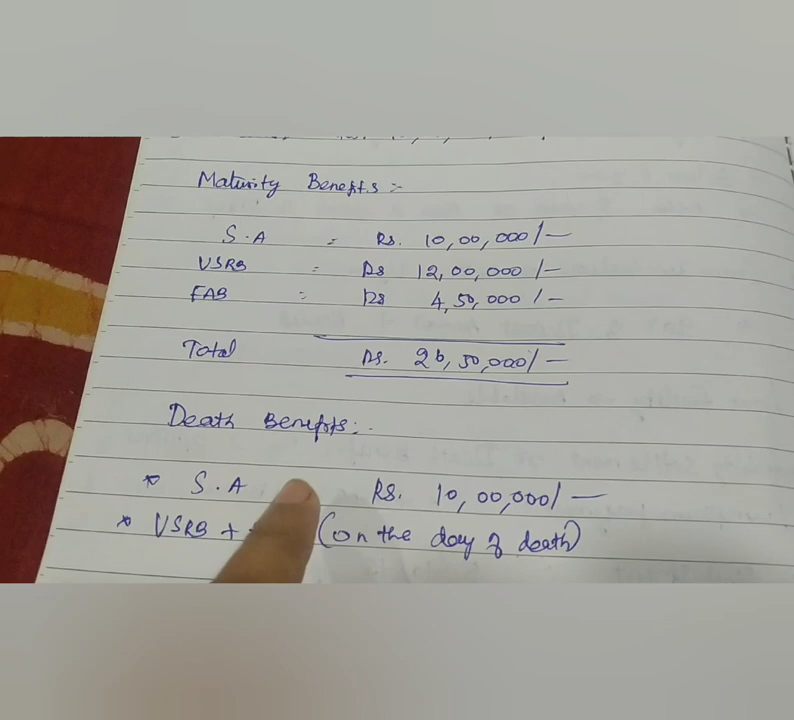 Maturity Benefits :-
S.A = Rs. 10,00,000/-
VSRB : Rs 12,00,000/-
FAB : Rs 4,50,000/-
Total Rs. 26,50,000/-
Death Benefits:-
* S.A Rs. 10,00,000/-
* VSRB + (on the day of death)